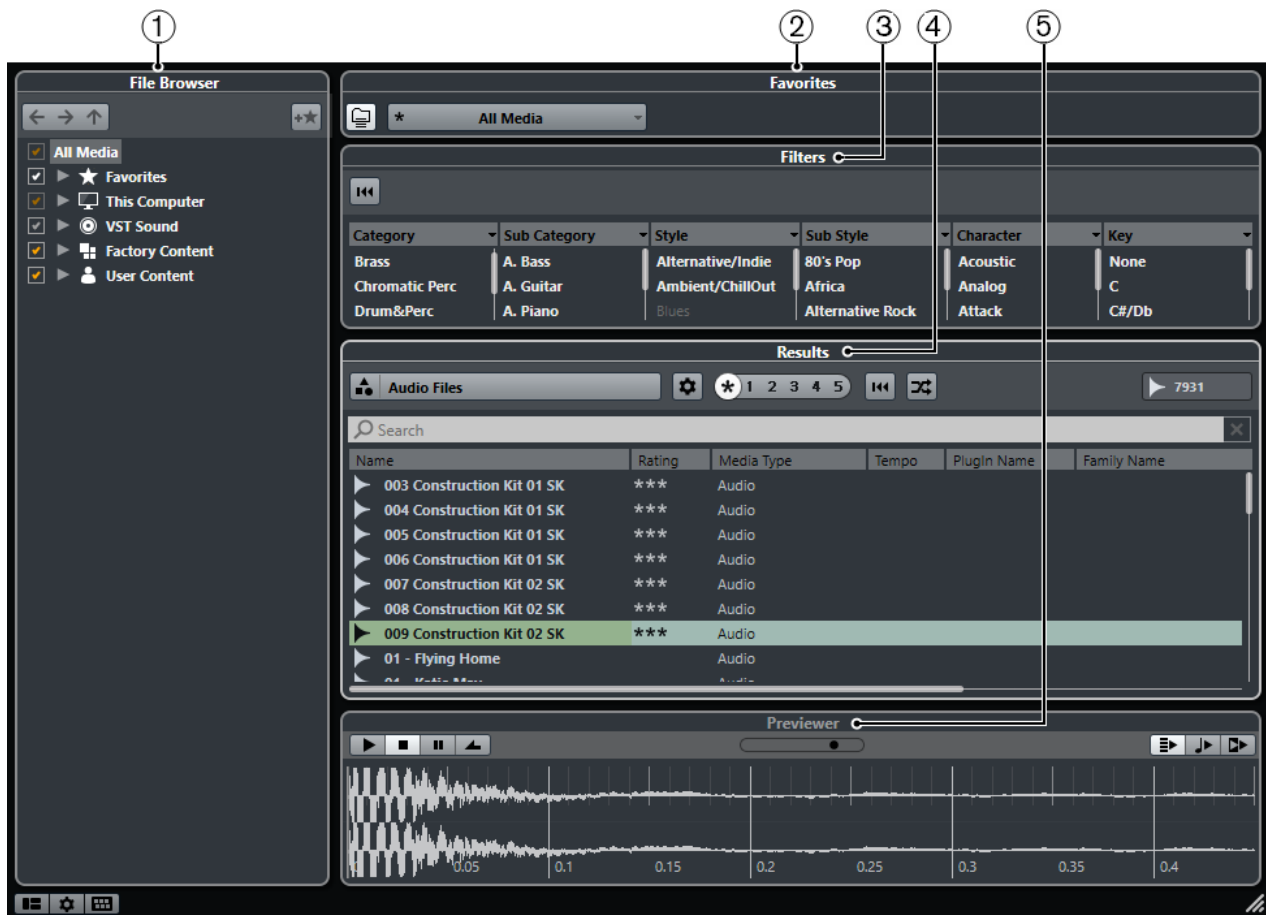 1 2 3 4 5
File Browser
All Media
Favorites
This Computer
VST Sound
Factory Content
User Content
Favorites
* All Media
Filters
Category Sub Category Style Sub Style Character Key
Brass A. Bass Alternative/Indie 80's Pop Acoustic None
Chromatic Perc A. Guitar Ambient/ChillOut Africa Analog C
Drum&Perc A. Piano Blues Alternative Rock Attack C#/Db
Results
Audio Files * 1 2 3 4 5 7931
Search
Name Rating Media Type Tempo PlugIn Name Family Name
003 Construction Kit 01 SK *** Audio
004 Construction Kit 01 SK *** Audio
005 Construction Kit 01 SK *** Audio
006 Construction Kit 01 SK *** Audio
007 Construction Kit 02 SK *** Audio
008 Construction Kit 02 SK *** Audio
009 Construction Kit 02 SK *** Audio
01 - Flying Home Audio
Previewer
0 0.05 0.1 0.15 0.2 0.25 0.3 0.35 0.4